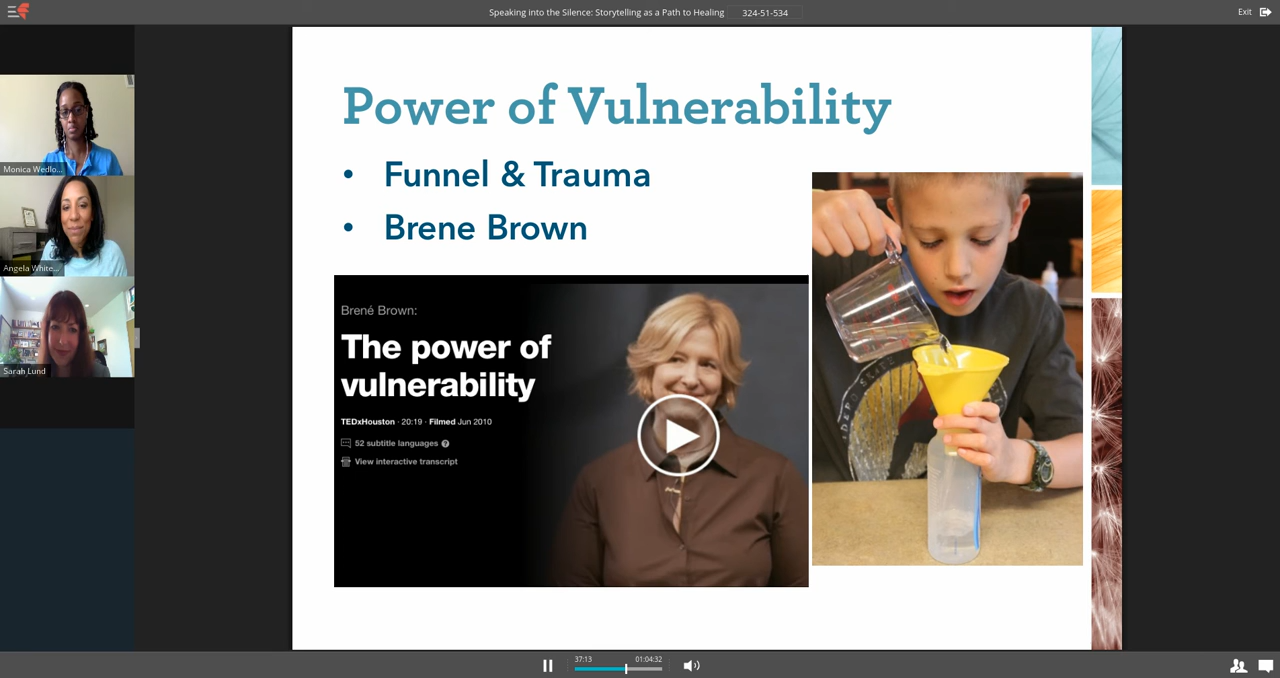 Speaking into the Silence: Storytelling as a Path to Healing 324-51-534
Exit
Monica Wedlo...
Angela White...
Sarah Lund
Power of Vulnerability
• Funnel & Trauma
• Brene Brown
Brené Brown:
The power of
vulnerability
TEDxHouston · 20:19 · Filmed Jun 2010
52 subtitle languages
View interactive transcript
37:13 01:04:32